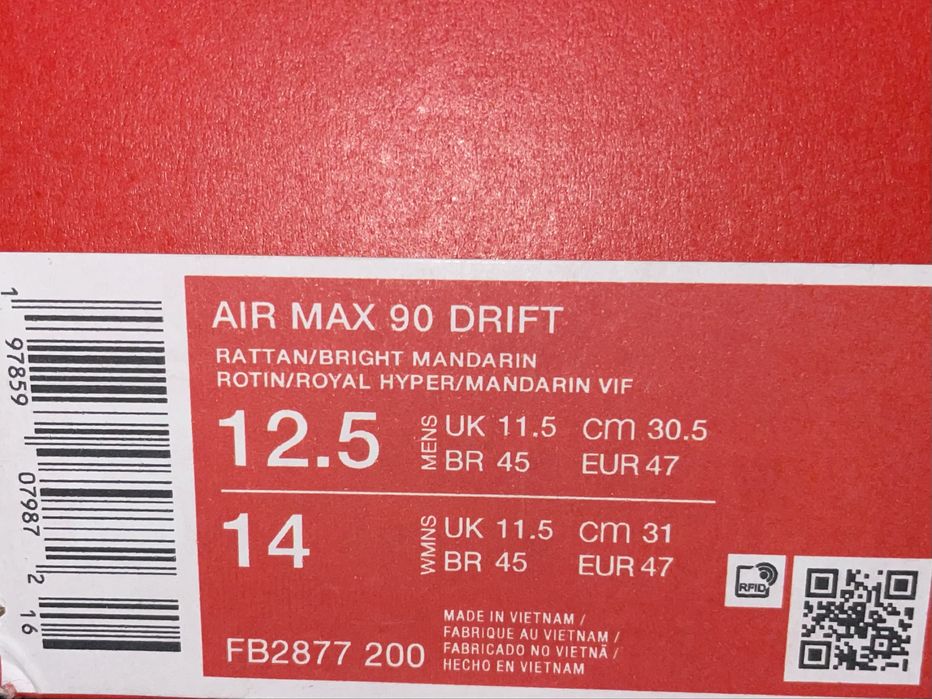 AIR MAX 90 DRIFT
RATTAN/BRIGHT MANDARIN
ROTIN/ROYAL HYPER/MANDARIN VIF
12.5 MENS UK 11.5 cm 30.5
BR 45 EUR 47
14 WMNS UK 11.5 cm 31
BR 45 EUR 47
FB2877 200
MADE IN VIETNAM /
FABRIQUE AU VIETNAM /
FABRICADO NO VIETNÃ /
HECHO EN VIETNAM
RFID
1 97859 07987 2 16